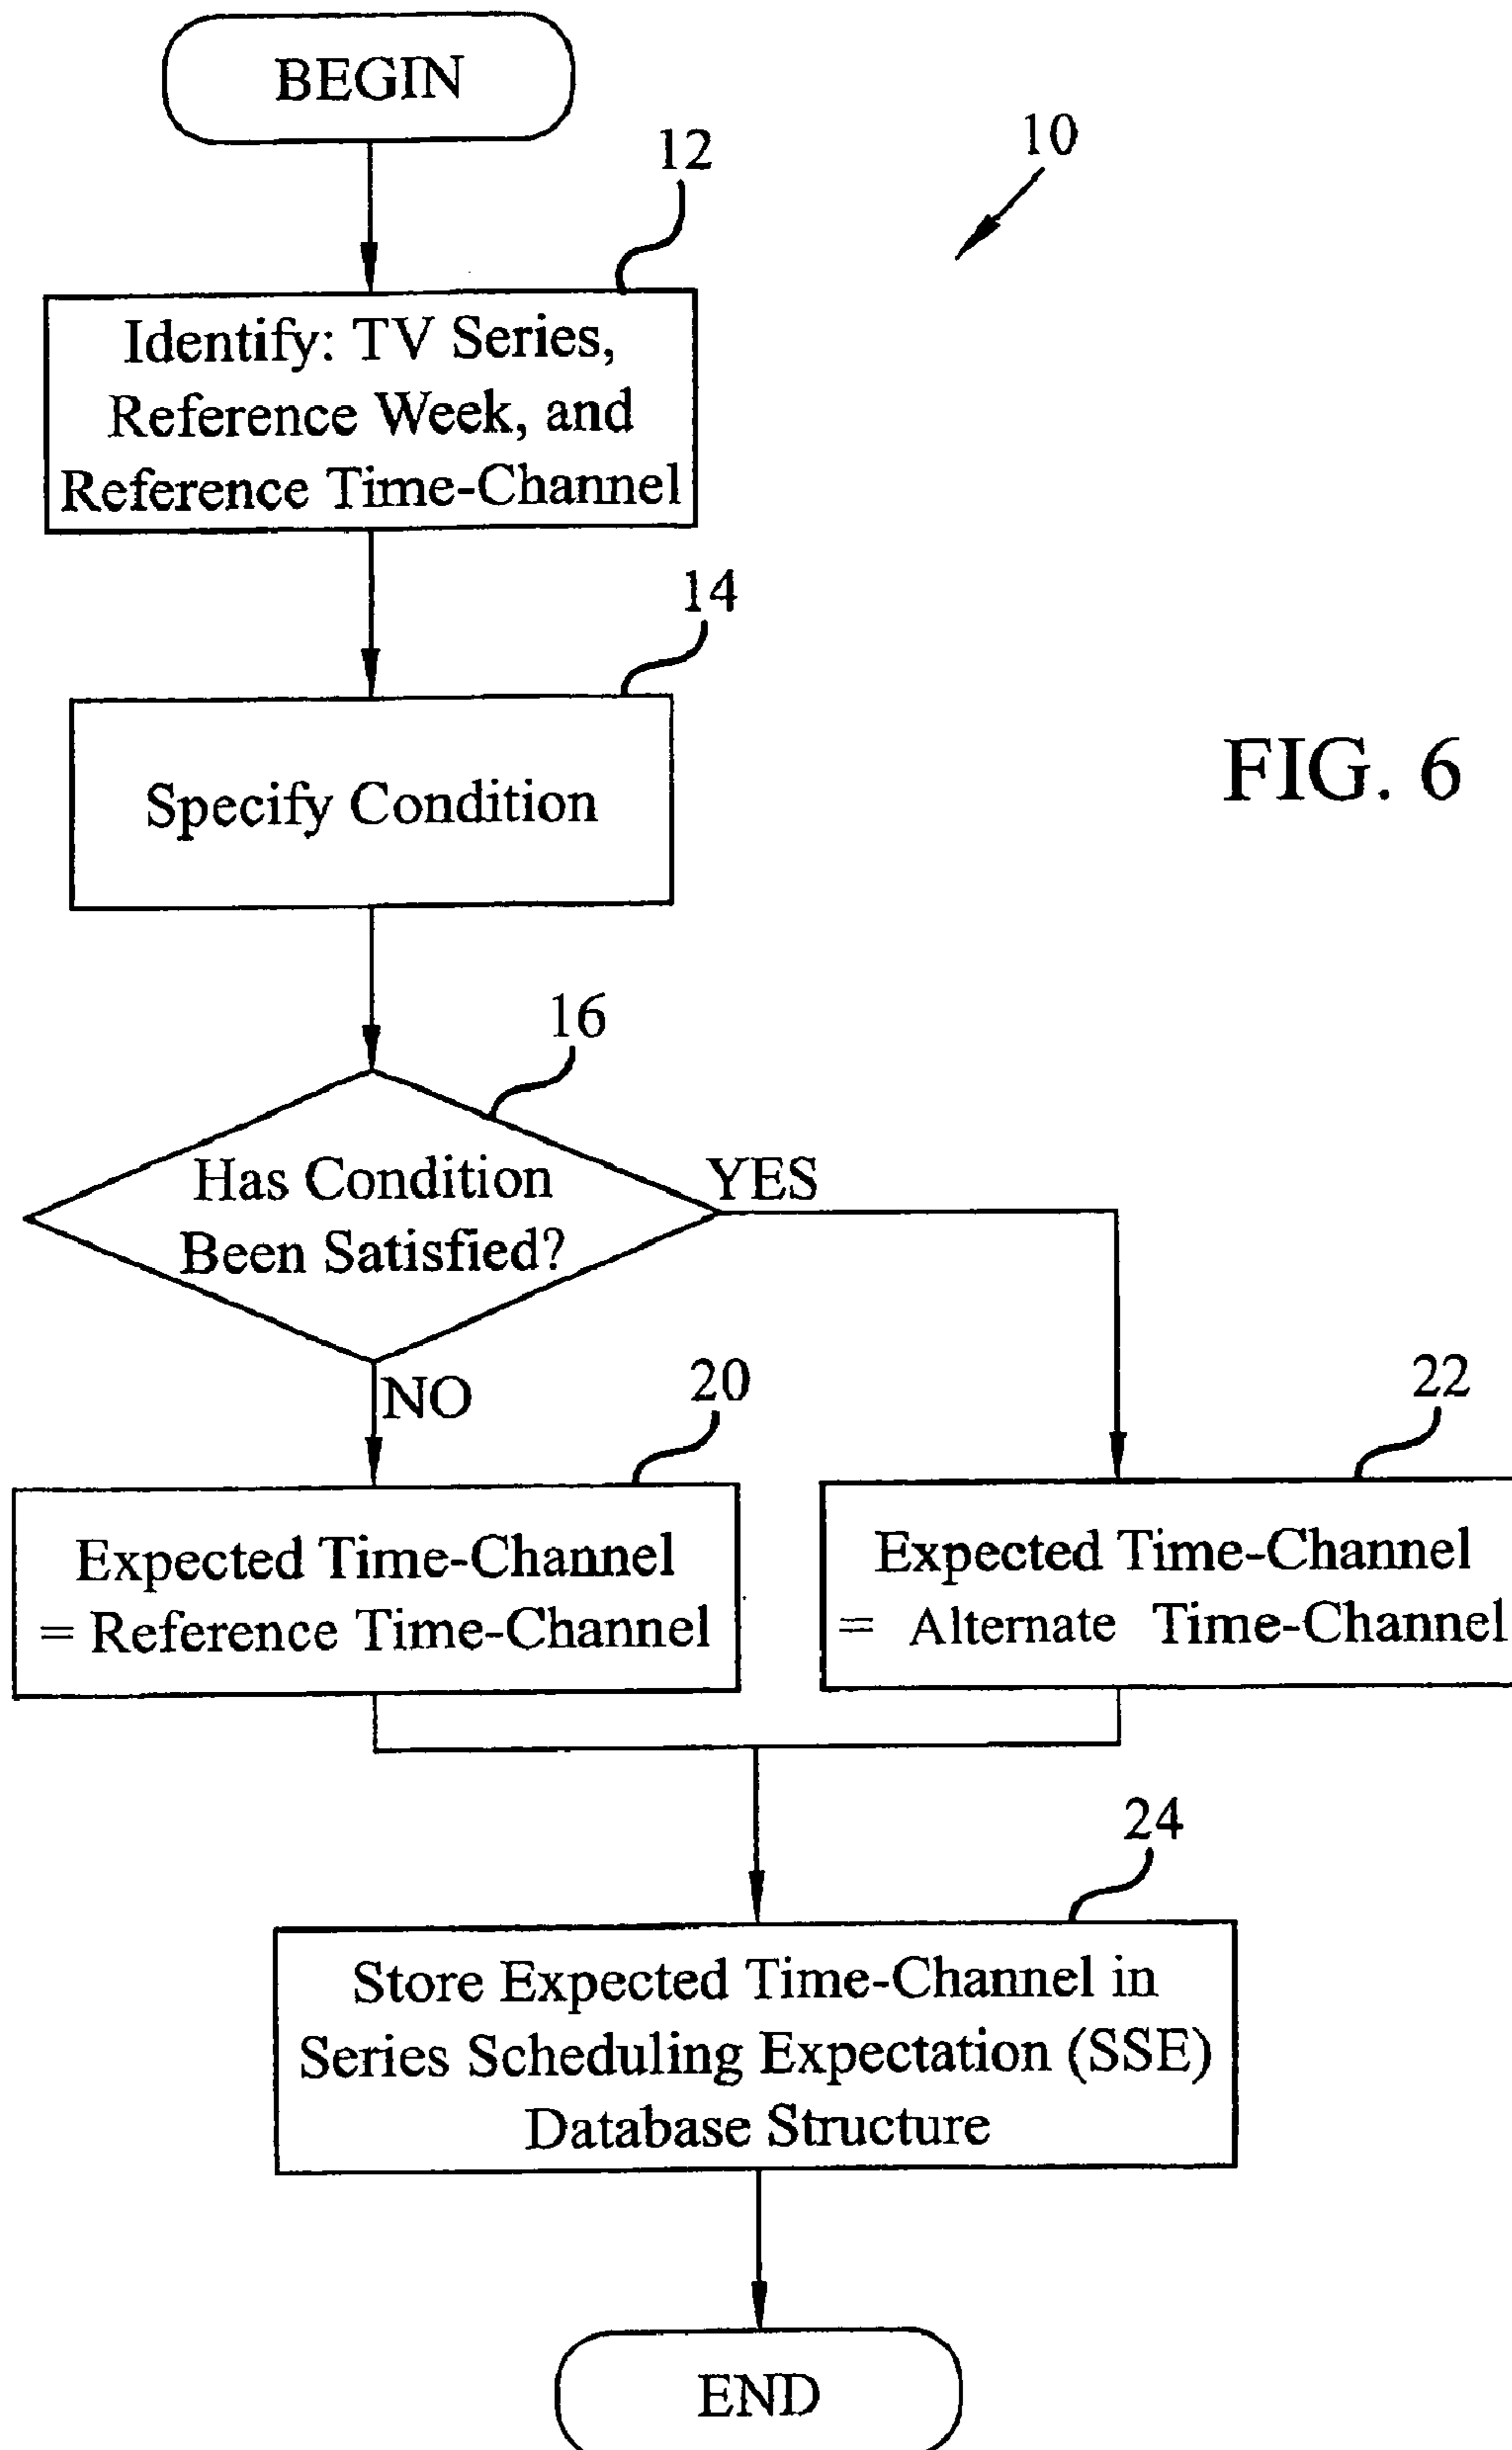 BEGIN
10
12
Identify: TV Series,
Reference Week, and
Reference Time-Channel
14
Specify Condition
FIG. 6
16
Has Condition
Been Satisfied?
YES
NO
20
Expected Time-Channel
= Reference Time-Channel
22
Expected Time-Channel
= Alternate Time-Channel
24
Store Expected Time-Channel in
Series Scheduling Expectation (SSE)
Database Structure
END